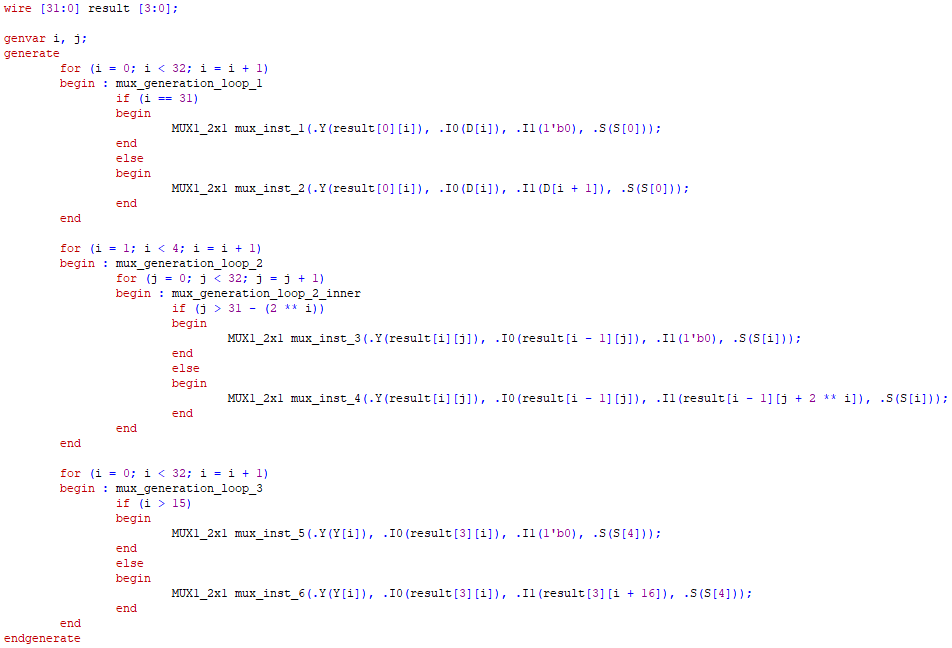 wire [31:0] result [3:0];

genvar i, j;
generate
        for (i = 0; i < 32; i = i + 1)
        begin : mux_generation_loop_1
                if (i == 31)
                begin
                        MUX1_2x1 mux_inst_1(.Y(result[0][i]), .I0(D[i]), .I1(1'b0), .S(S[0]));
                end
                else
                begin
                        MUX1_2x1 mux_inst_2(.Y(result[0][i]), .I0(D[i]), .I1(D[i + 1]), .S(S[0]));
                end
        end

        for (i = 1; i < 4; i = i + 1)
        begin : mux_generation_loop_2
                for (j = 0; j < 32; j = j + 1)
                begin : mux_generation_loop_2_inner
                        if (j > 31 - (2 ** i))
                        begin
                                MUX1_2x1 mux_inst_3(.Y(result[i][j]), .I0(result[i - 1][j]), .I1(1'b0), .S(S[i]));
                        end
                        else
                        begin
                                MUX1_2x1 mux_inst_4(.Y(result[i][j]), .I0(result[i - 1][j]), .I1(result[i - 1][j + 2 ** i]), .S(S[i]));
                        end
                end
        end

        for (i = 0; i < 32; i = i + 1)
        begin : mux_generation_loop_3
                if (i > 15)
                begin
                        MUX1_2x1 mux_inst_5(.Y(Y[i]), .I0(result[3][i]), .I1(1'b0), .S(S[4]));
                end
                else
                begin
                        MUX1_2x1 mux_inst_6(.Y(Y[i]), .I0(result[3][i]), .I1(result[3][i + 16]), .S(S[4]));
                end
        end
endgenerate